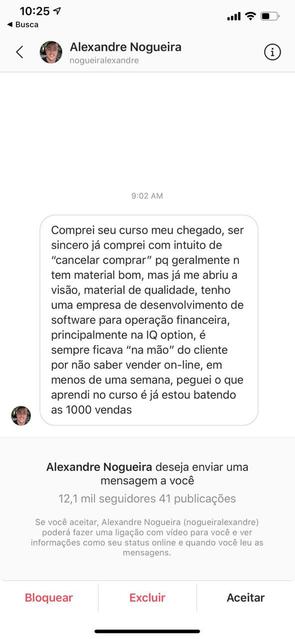 10:25
Busca
Alexandre Nogueira
nogueiralexandre
9:02 AM
Comprei seu curso meu chegado, ser
sincero já comprei com intuito de
“cancelar comprar” pq geralmente n
tem material bom, mas já me abriu a
visão, material de qualidade, tenho
uma empresa de desenvolvimento de
software para operação financeira,
principalmente na IQ option, é
sempre ficava “na mão” do cliente
por não saber vender on-line, em
menos de uma semana, peguei o que
aprendi no curso é já estou batendo
as 1000 vendas
Alexandre Nogueira deseja enviar uma
mensagem a você
12,1 mil seguidores 41 publicações
Se você aceitar, Alexandre Nogueira (nogueiralexandre)
poderá fazer uma ligação com vídeo para você e ver
informações como seu status online e quando você leu as
mensagens.
Bloquear
Excluir
Aceitar